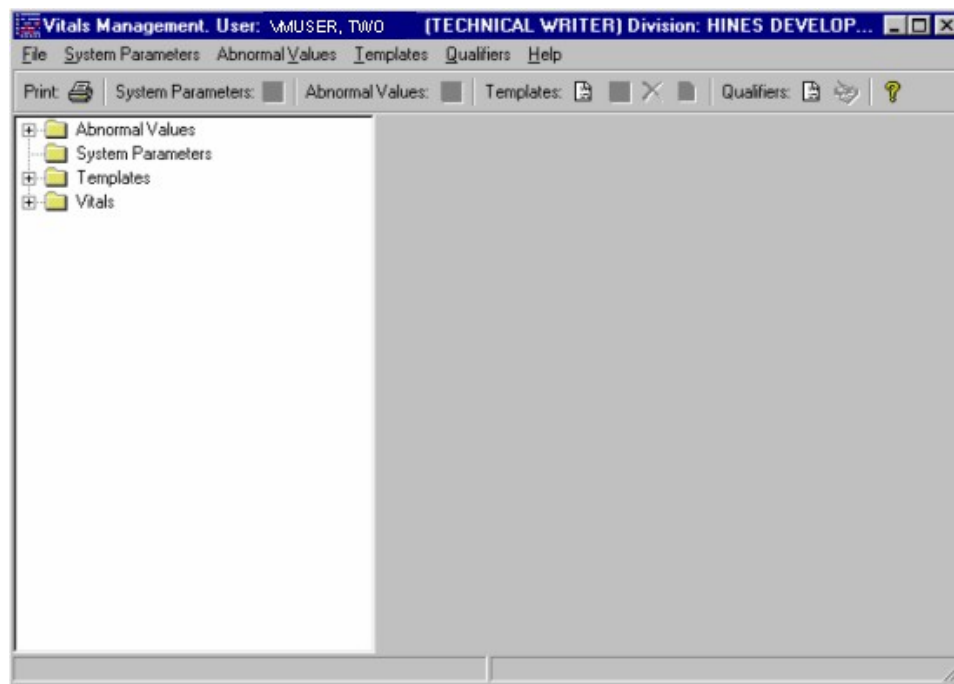 Vitals Management. User: VMUSER, TWO (TECHNICAL WRITER) Division: HINES DEVELOP...
File System Parameters Abnormal Values Templates Qualifiers Help
Print: System Parameters: Abnormal Values: Templates: Qualifiers:
Abnormal Values
System Parameters
Templates
Vitals